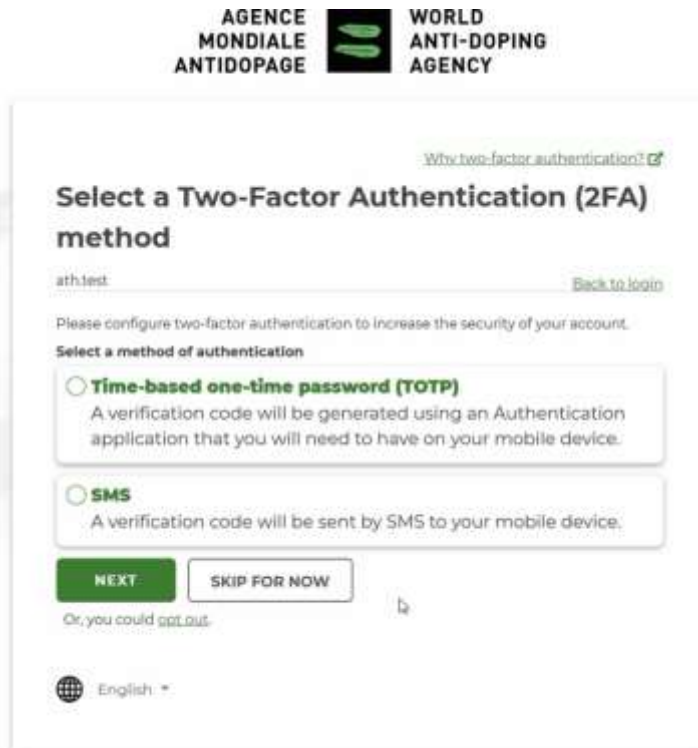 AGENCE
MONDIALE
ANTIDOPAGE
WORLD
ANTI-DOPING
AGENCY
Why two-factor authentication?
Select a Two-Factor Authentication (2FA)
method
ath.test
Back to login
Please configure two-factor authentication to increase the security of your account.
Select a method of authentication
Time-based one-time password (TOTP)
A verification code will be generated using an Authentication
application that you will need to have on your mobile device.
SMS
A verification code will be sent by SMS to your mobile device.
NEXT
SKIP FOR NOW
Or, you could opt out.
English